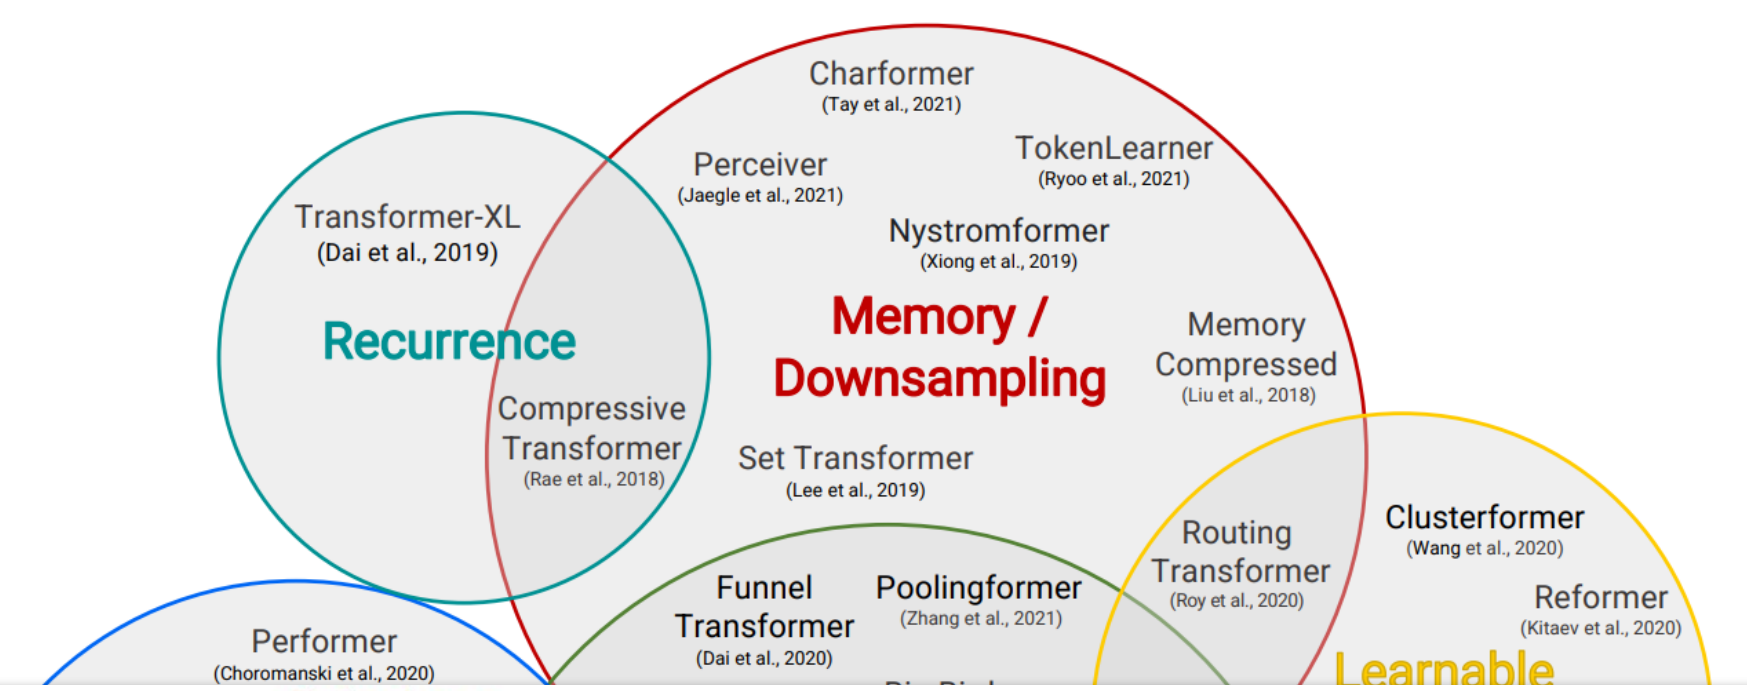 Charformer
(Tay et al., 2021)
TokenLearner
(Ryoo et al., 2021)
Perceiver
(Jaegle et al., 2021)
Transformer-XL
(Dai et al., 2019)
Nystromformer
(Xiong et al., 2019)
Recurrence
Memory /
Downsampling
Memory
Compressed
(Liu et al., 2018)
Compressive
Transformer
(Rae et al., 2018)
Set Transformer
(Lee et al., 2019)
Routing
Transformer
(Roy et al., 2020)
Clusterformer
(Wang et al., 2020)
Reformer
(Kitaev et al., 2020)
Funnel
Transformer
(Dai et al., 2020)
Poolingformer
(Zhang et al., 2021)
Performer
(Choromanski et al., 2020)
Learnable